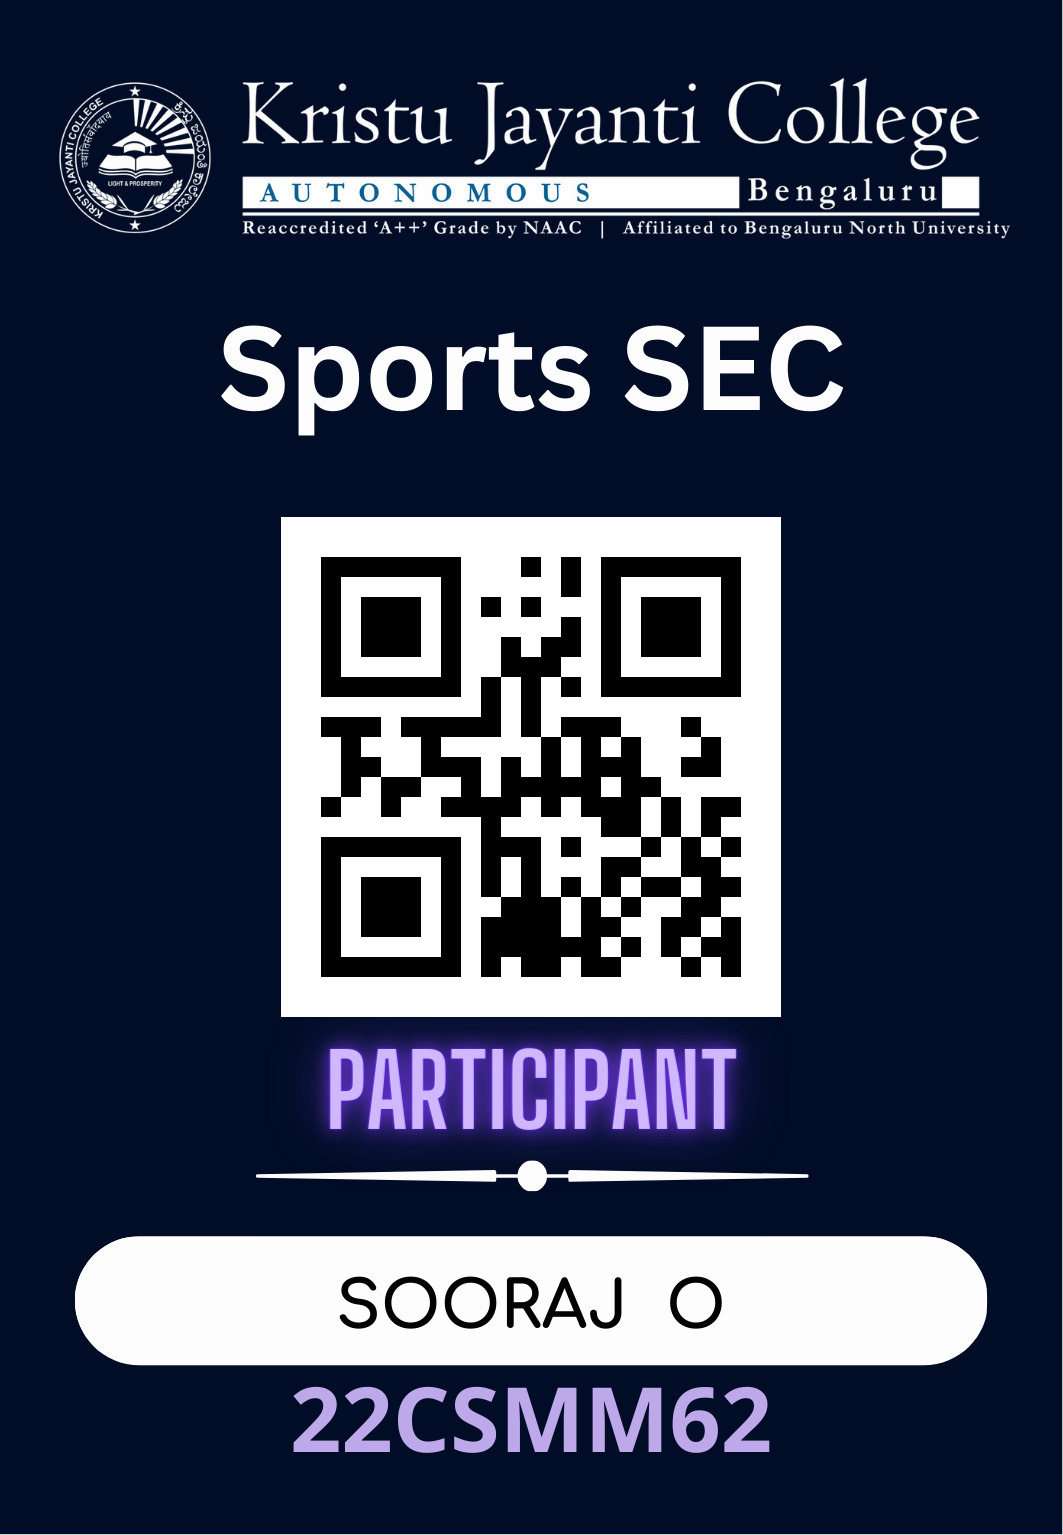 KRISTU JAYANTI COLLEGE
ज्योतिसंवादध्याय
LIGHT & PROSPERITY
Kristu Jayanti College
AUTONOMOUS Bengaluru
Reaccredited ‘A++’ Grade by NAAC | Affiliated to Bengaluru North University
Sports SEC
PARTICIPANT
SOORAJ O
22CSMM62